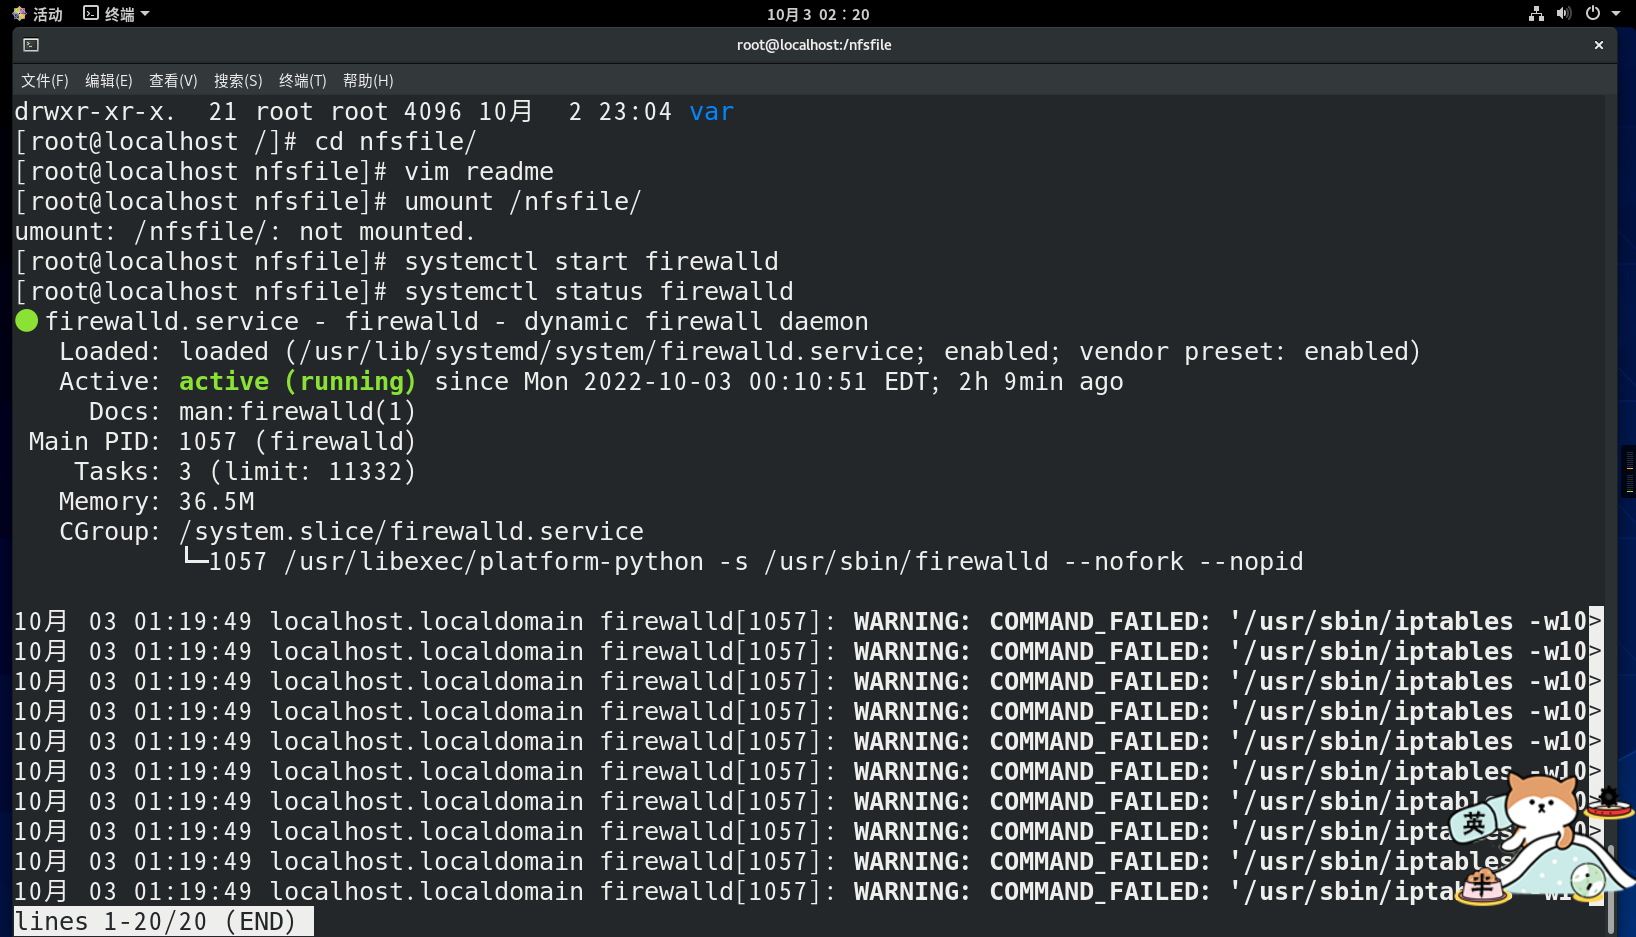 活动 终端 10月 3 02：20
root@localhost:/nfsfile ×
文件(F) 编辑(E) 查看(V) 搜索(S) 终端(T) 帮助(H)
drwxr-xr-x.  21 root root 4096 10月  2 23:04 var
[root@localhost /]# cd nfsfile/
[root@localhost nfsfile]# vim readme
[root@localhost nfsfile]# umount /nfsfile/
umount: /nfsfile/: not mounted.
[root@localhost nfsfile]# systemctl start firewalld
[root@localhost nfsfile]# systemctl status firewalld
● firewalld.service - firewalld - dynamic firewall daemon
   Loaded: loaded (/usr/lib/systemd/system/firewalld.service; enabled; vendor preset: enabled)
   Active: active (running) since Mon 2022-10-03 00:10:51 EDT; 2h 9min ago
     Docs: man:firewalld(1)
 Main PID: 1057 (firewalld)
    Tasks: 3 (limit: 11332)
   Memory: 36.5M
   CGroup: /system.slice/firewalld.service
           └─1057 /usr/libexec/platform-python -s /usr/sbin/firewalld --nofork --nopid
10月 03 01:19:49 localhost.localdomain firewalld[1057]: WARNING: COMMAND_FAILED: '/usr/sbin/iptables -w10>
10月 03 01:19:49 localhost.localdomain firewalld[1057]: WARNING: COMMAND_FAILED: '/usr/sbin/iptables -w10>
10月 03 01:19:49 localhost.localdomain firewalld[1057]: WARNING: COMMAND_FAILED: '/usr/sbin/iptables -w10>
10月 03 01:19:49 localhost.localdomain firewalld[1057]: WARNING: COMMAND_FAILED: '/usr/sbin/iptables -w10>
10月 03 01:19:49 localhost.localdomain firewalld[1057]: WARNING: COMMAND_FAILED: '/usr/sbin/iptables -w10>
10月 03 01:19:49 localhost.localdomain firewalld[1057]: WARNING: COMMAND_FAILED: '/usr/sbin/iptables -w10>
10月 03 01:19:49 localhost.localdomain firewalld[1057]: WARNING: COMMAND_FAILED: '/usr/sbin/iptabl 0>
10月 03 01:19:49 localhost.localdomain firewalld[1057]: WARNING: COMMAND_FAILED: '/usr/sbin/ipta 英 0>
10月 03 01:19:49 localhost.localdomain firewalld[1057]: WARNING: COMMAND_FAILED: '/usr/sbin/iptables
10月 03 01:19:49 localhost.localdomain firewalld[1057]: WARNING: COMMAND_FAILED: '/usr/sbin/ipta 半
lines 1-20/20 (END)